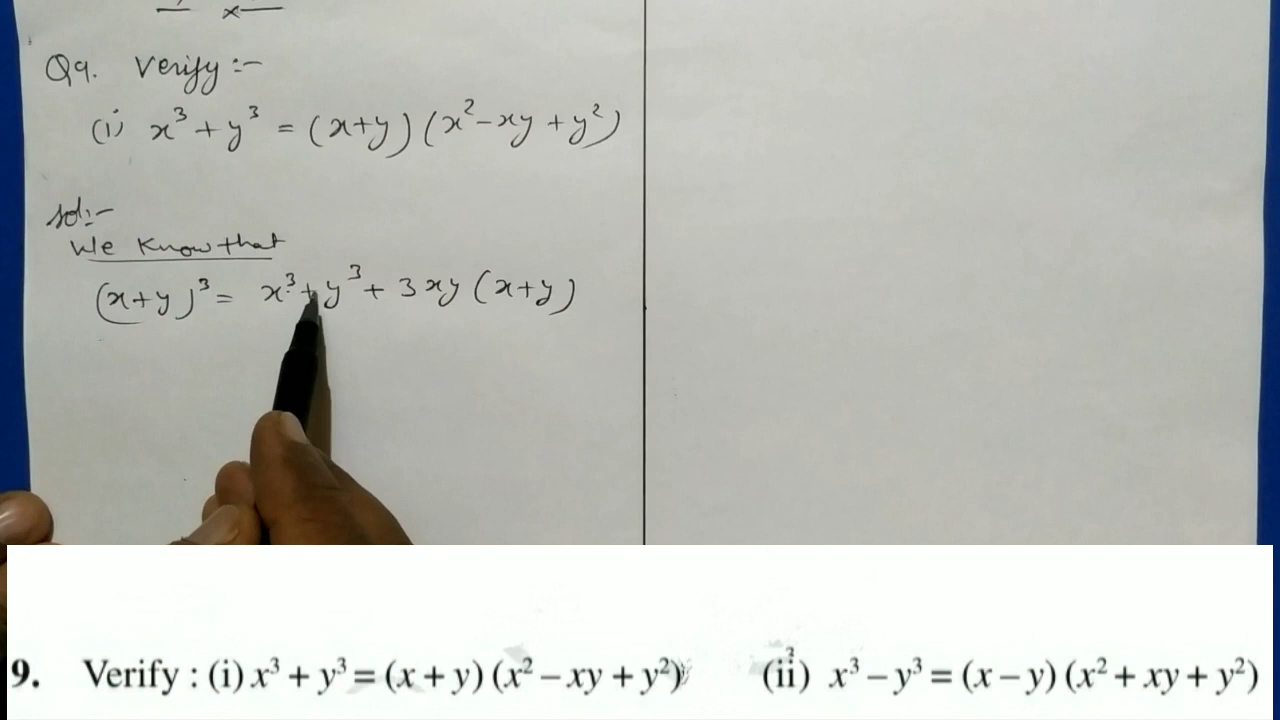 Q9. Verify :-
(i) x³ + y³ = (x+y) (x² - xy + y²)
Sol:-
We Know that
(x+y)³ = x³ + y³ + 3xy (x+y)
9. Verify : (i) x³ + y³ = (x + y) (x² – xy + y²) (ii) x³ – y³ = (x – y) (x² + xy + y²)